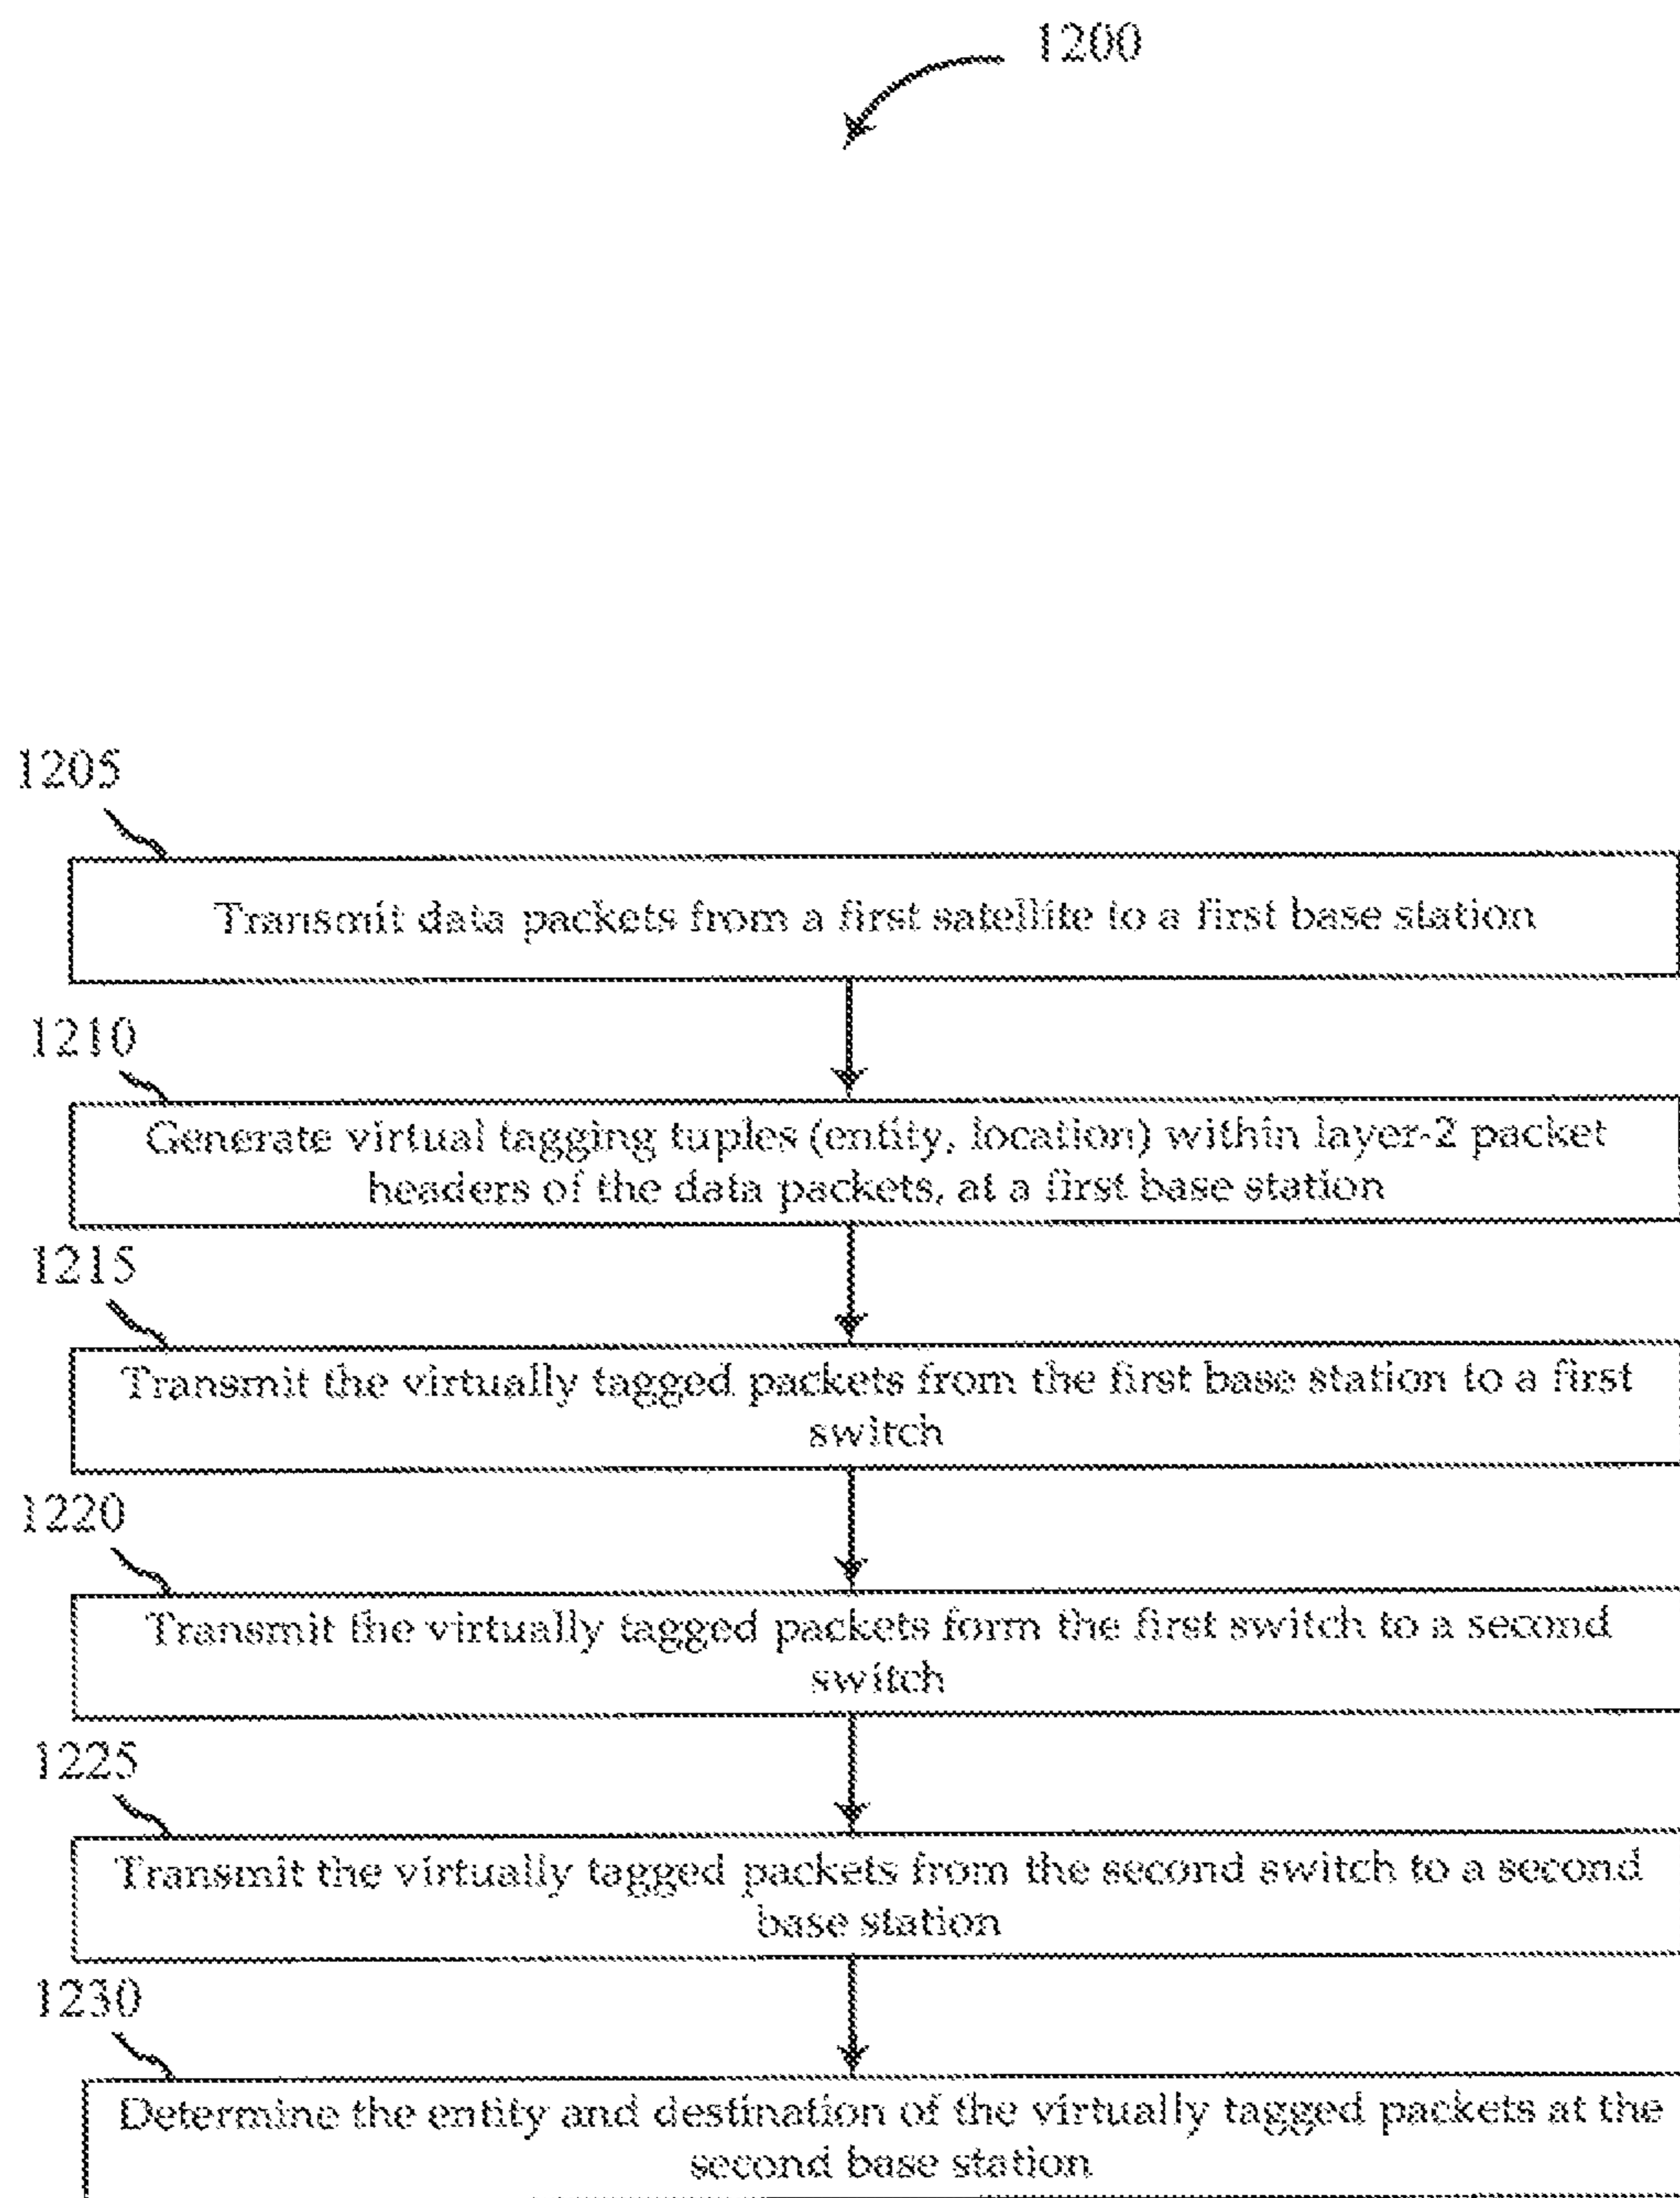 1200
1205
Transmit data packets from a first satellite to a first base station
1210
Generate virtual tagging tuples (entity, location) within layer-2 packet
headers of the data packets, at a first base station
1215
Transmit the virtually tagged packets from the first base station to a first
switch
1220
Transmit the virtually tagged packets form the first switch to a second
switch
1225
Transmit the virtually tagged packets from the second switch to a second
base station
1230
Determine the entity and destination of the virtually tagged packets at the
second base station